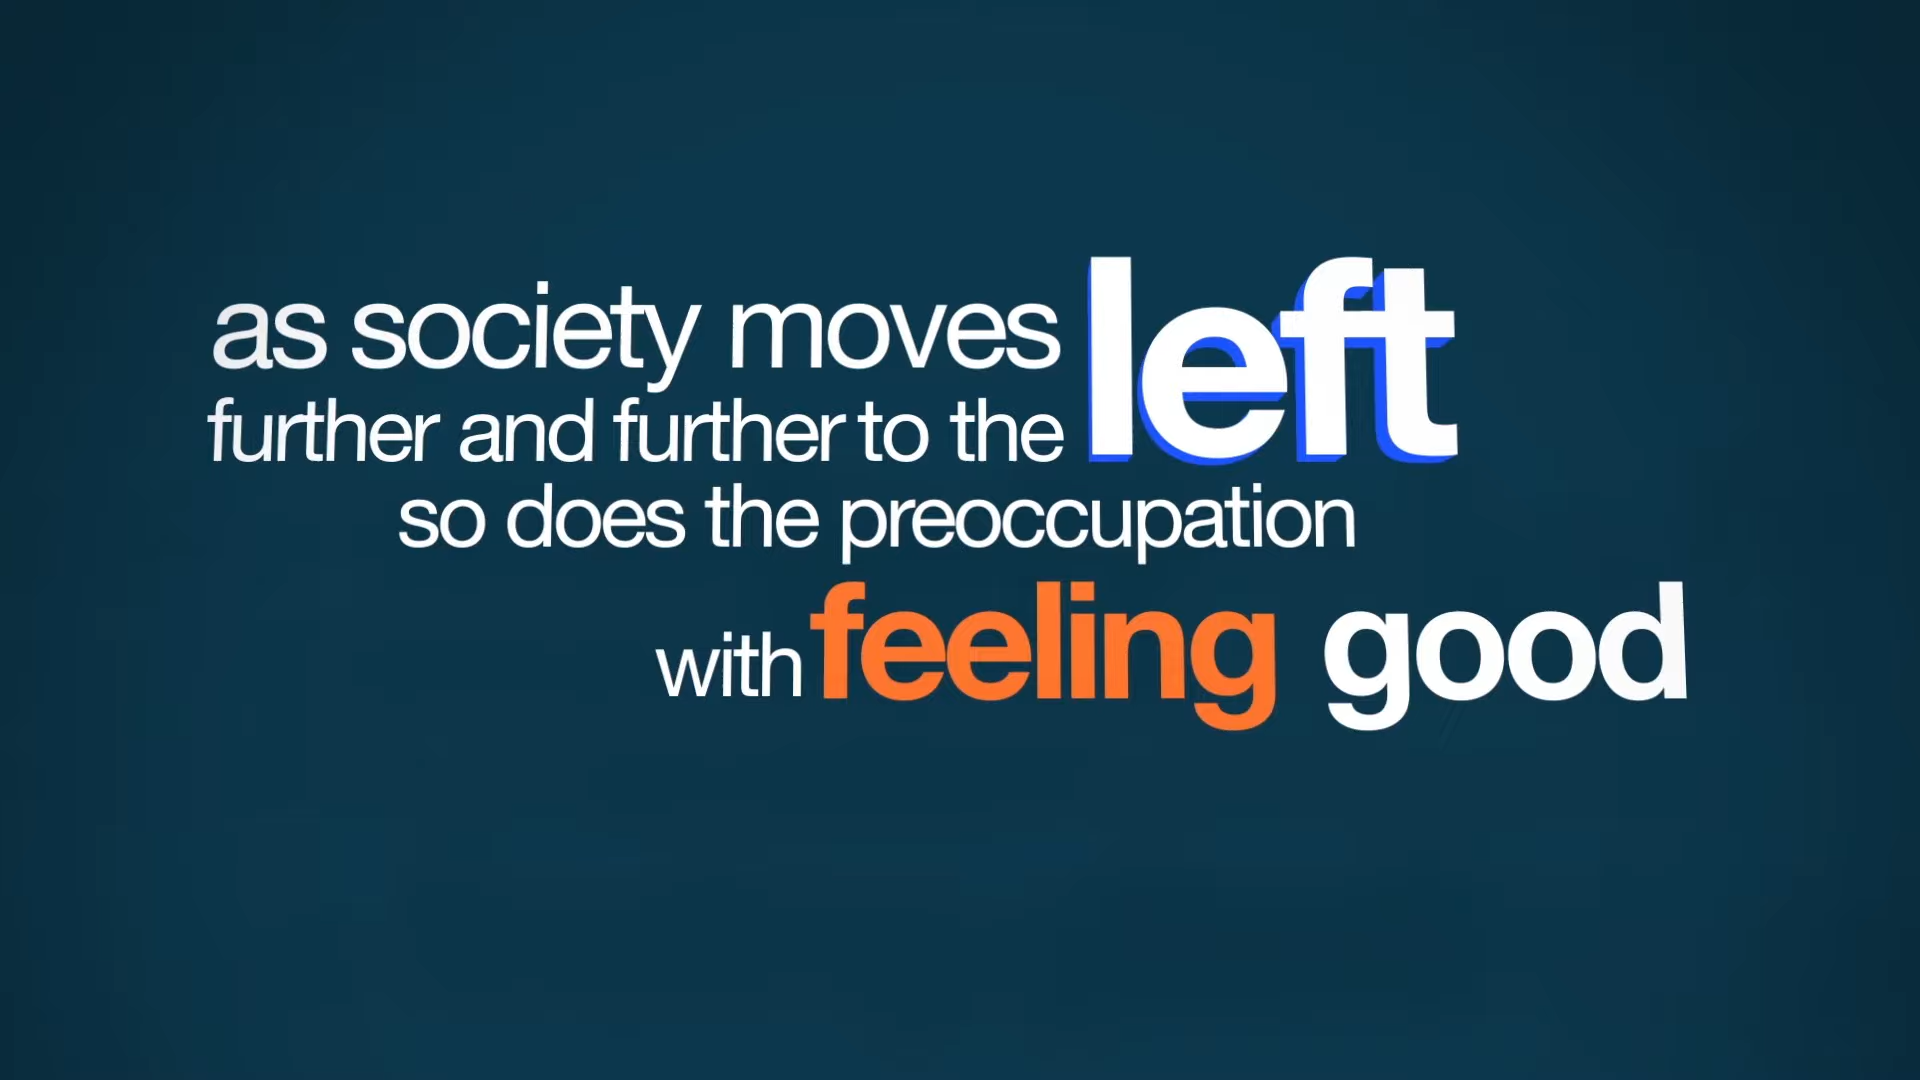 as society moves left
further and further to the
so does the preoccupation
with feeling good